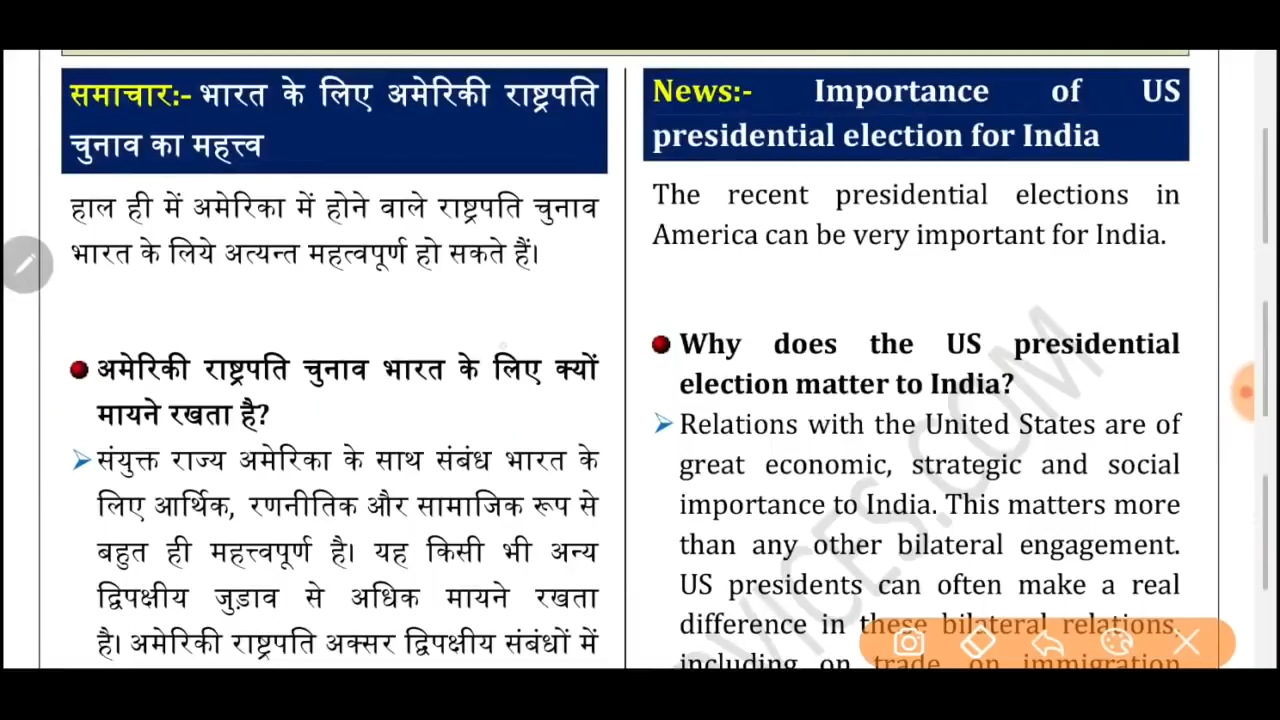 समाचार:- भारत के लिए अमेरिकी राष्ट्रपति
चुनाव का महत्त्व
हाल ही में अमेरिका में होने वाले राष्ट्रपति चुनाव
भारत के लिये अत्यन्त महत्वपूर्ण हो सकते हैं।
अमेरिकी राष्ट्रपति चुनाव भारत के लिए क्यों
मायने रखता है?
संयुक्त राज्य अमेरिका के साथ संबंध भारत के
लिए आर्थिक, रणनीतिक और सामाजिक रूप से
बहुत ही महत्त्वपूर्ण है। यह किसी भी अन्य
द्विपक्षीय जुड़ाव से अधिक मायने रखता
है। अमेरिकी राष्ट्रपति अक्सर द्विपक्षीय संबंधों में
News:- Importance of US
presidential election for India
The recent presidential elections in
America can be very important for India.
Why does the US presidential
election matter to India?
Relations with the United States are of
great economic, strategic and social
importance to India. This matters more
than any other bilateral engagement.
US presidents can often make a real
difference in these bilateral relations,
including on trade, on immigration